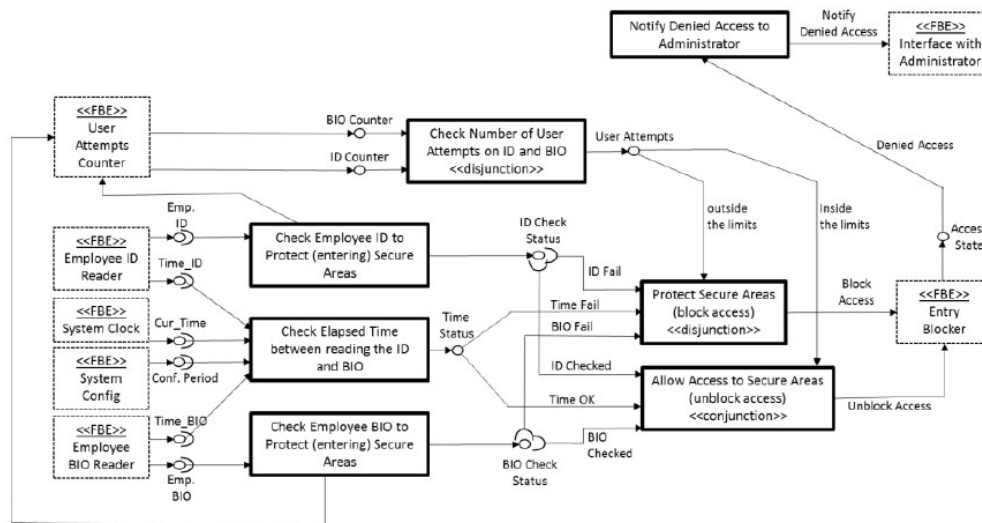 Notify Denied Access to
Administrator
Notify
Denied Access
<<FBE>>
Interface with
Administrator
<<FBE>>
User
Attempts
Counter
BIO Counter
ID Counter
Check Number of User
Attempts on ID and BIO
<<disjunction>>
User Attempts
Denied Access
outside
the limits
Inside
the limits
Emp.
ID
<<FBE>>
Employee ID
Reader
Time_ID
Check Employee ID to
Protect (entering) Secure
Areas
ID Check
Status
ID Fail
Access
State
<<FBE>>
System Clock
Cur_Time
<<FBE>>
System
Config
Conf. Period
Check Elapsed Time
between reading the ID
and BIO
Time
Status
Time Fail
BIO Fail
ID Checked
Time OK
Protect Secure Areas
(block access)
<<disjunction>>
Block
Access
<<FBE>>
Entry
Blocker
Allow Access to Secure Areas
(unblock access)
<<conjunction>>
Unblock Access
<<FBE>>
Employee
BIO Reader
Time_BIO
Emp.
BIO
Check Employee BIO to
Protect (entering) Secure
Areas
BIO
Checked
BIO Check
Status